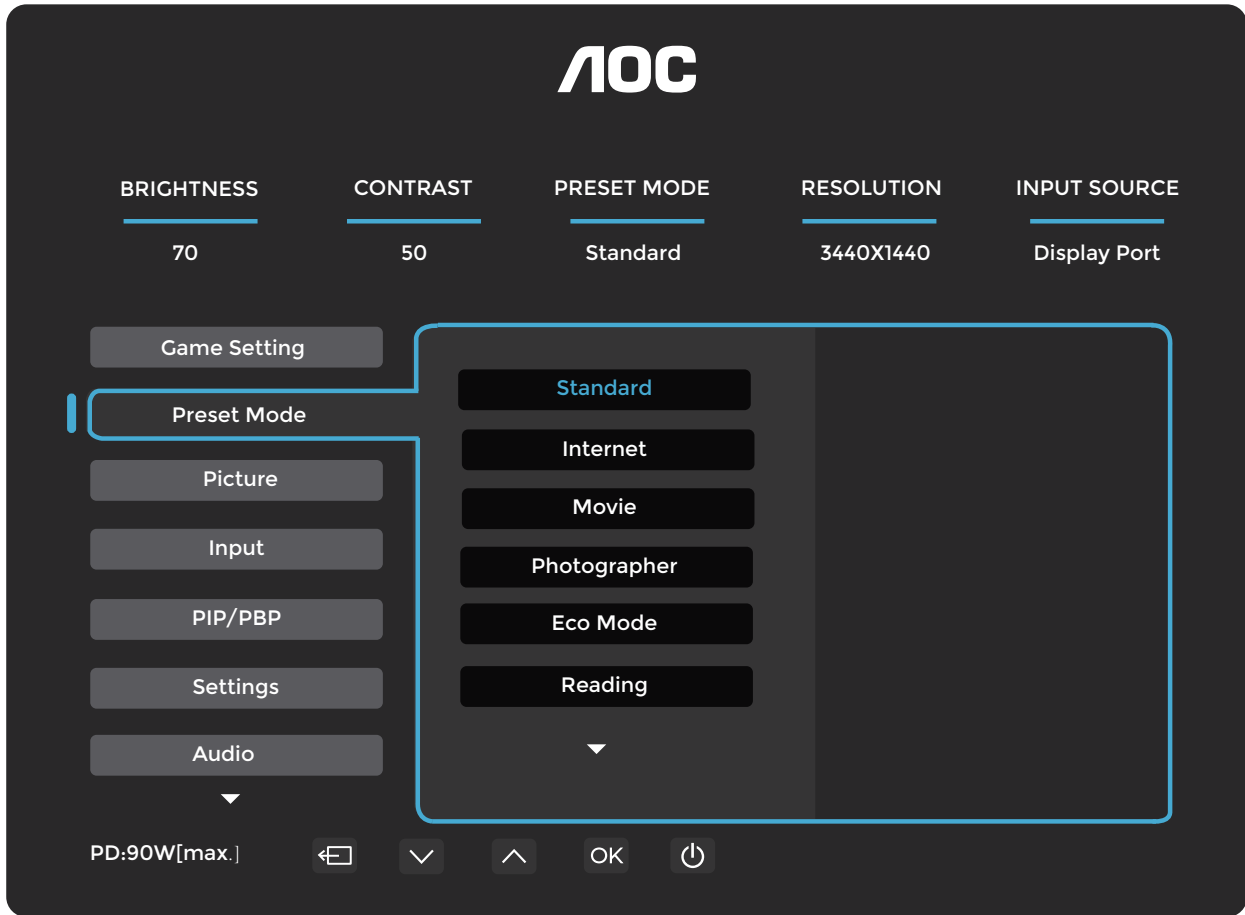 AOC
BRIGHTNESS CONTRAST PRESET MODE RESOLUTION INPUT SOURCE
70 50 Standard 3440X1440 Display Port
Game Setting
Preset Mode
Picture
Input
PIP/PBP
Settings
Audio
Standard
Internet
Movie
Photographer
Eco Mode
Reading
PD:90W[max.]
OK